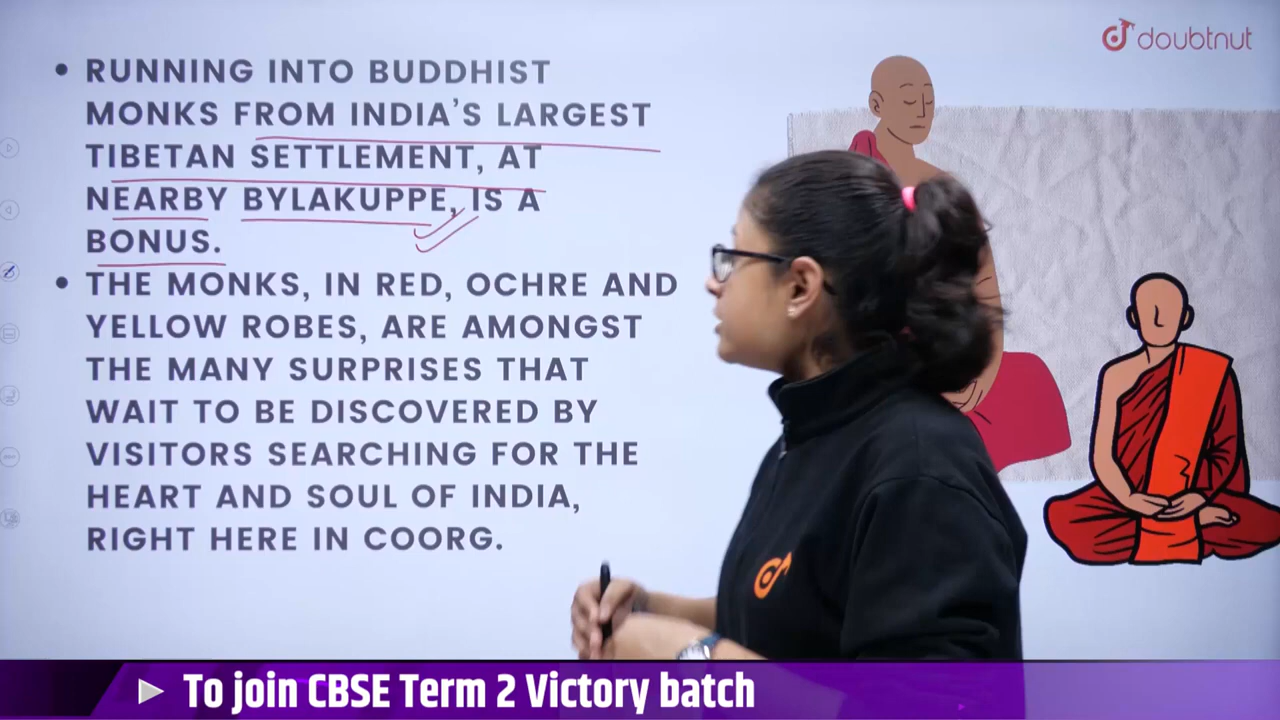 doubtnut
• RUNNING INTO BUDDHIST
MONKS FROM INDIA'S LARGEST
TIBETAN SETTLEMENT, AT
NEARBY BYLAKUPPE, IS A
BONUS.
• THE MONKS, IN RED, OCHRE AND
YELLOW ROBES, ARE AMONGST
THE MANY SURPRISES THAT
WAIT TO BE DISCOVERED BY
VISITORS SEARCHING FOR THE
HEART AND SOUL OF INDIA,
RIGHT HERE IN COORG.
To join CBSE Term 2 Victory batch